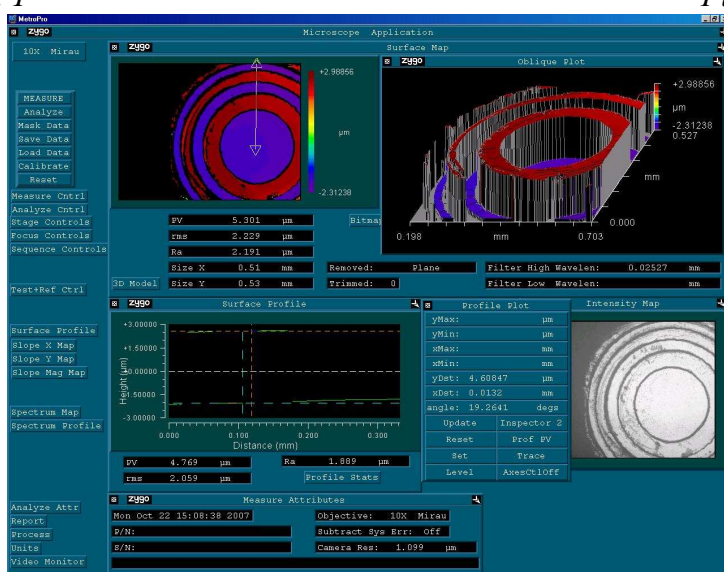 MetroPro
zygo Microscope Application
10X Mirau
MEASURE
Analyze
Mask Data
Save Data
Load Data
Calibrate
Reset
Measure Cntrl
Analyze Cntrl
Stage Controls
Focus Controls
Sequence Controls
Test+Ref Ctrl
Surface Profile
Slope X Map
Slope Y Map
Slope Mag Map
Spectrum Map
Spectrum Profile
Analyze Attr
Report
Process
Units
Video Monitor
zygo Surface Map
+2.98856
µm
-2.31238
PV 5.301 µm
rms 2.229 µm
Ra 2.191 µm
Size X 0.51 mm
Size Y 0.53 mm
3D Model
Bitmap
Removed: Plane
Trimmed: 0
Filter High Wavelen: 0.02527 mm
Filter Low Wavelen: mm
zygo Oblique Plot
+2.98856
µm
-2.31238
0.527
mm
0.000
0.198 mm 0.703
zygo Surface Profile
+3.00000
+1.50000
0.00000
-1.50000
-3.00000
Height (µm)
0.000 0.100 0.200 0.300
Distance (mm)
PV 4.769 µm
rms 2.059 µm
Ra 1.889 µm
Profile Stats
Profile Plot
yMax: µm
yMin: µm
xMax: mm
xMin: mm
yDst: 4.60847 µm
xDst: 0.0132 mm
angle: 19.2641 degs
Update Inspector 2
Reset Prof PV
Set Trace
Level AxesCtlOff
Intensity Map
zygo Measure Attributes
Mon Oct 22 15:08:38 2007
P/N:
S/N:
Objective: 10X Mirau
Subtract Sys Err: Off
Camera Res: 1.099 µm